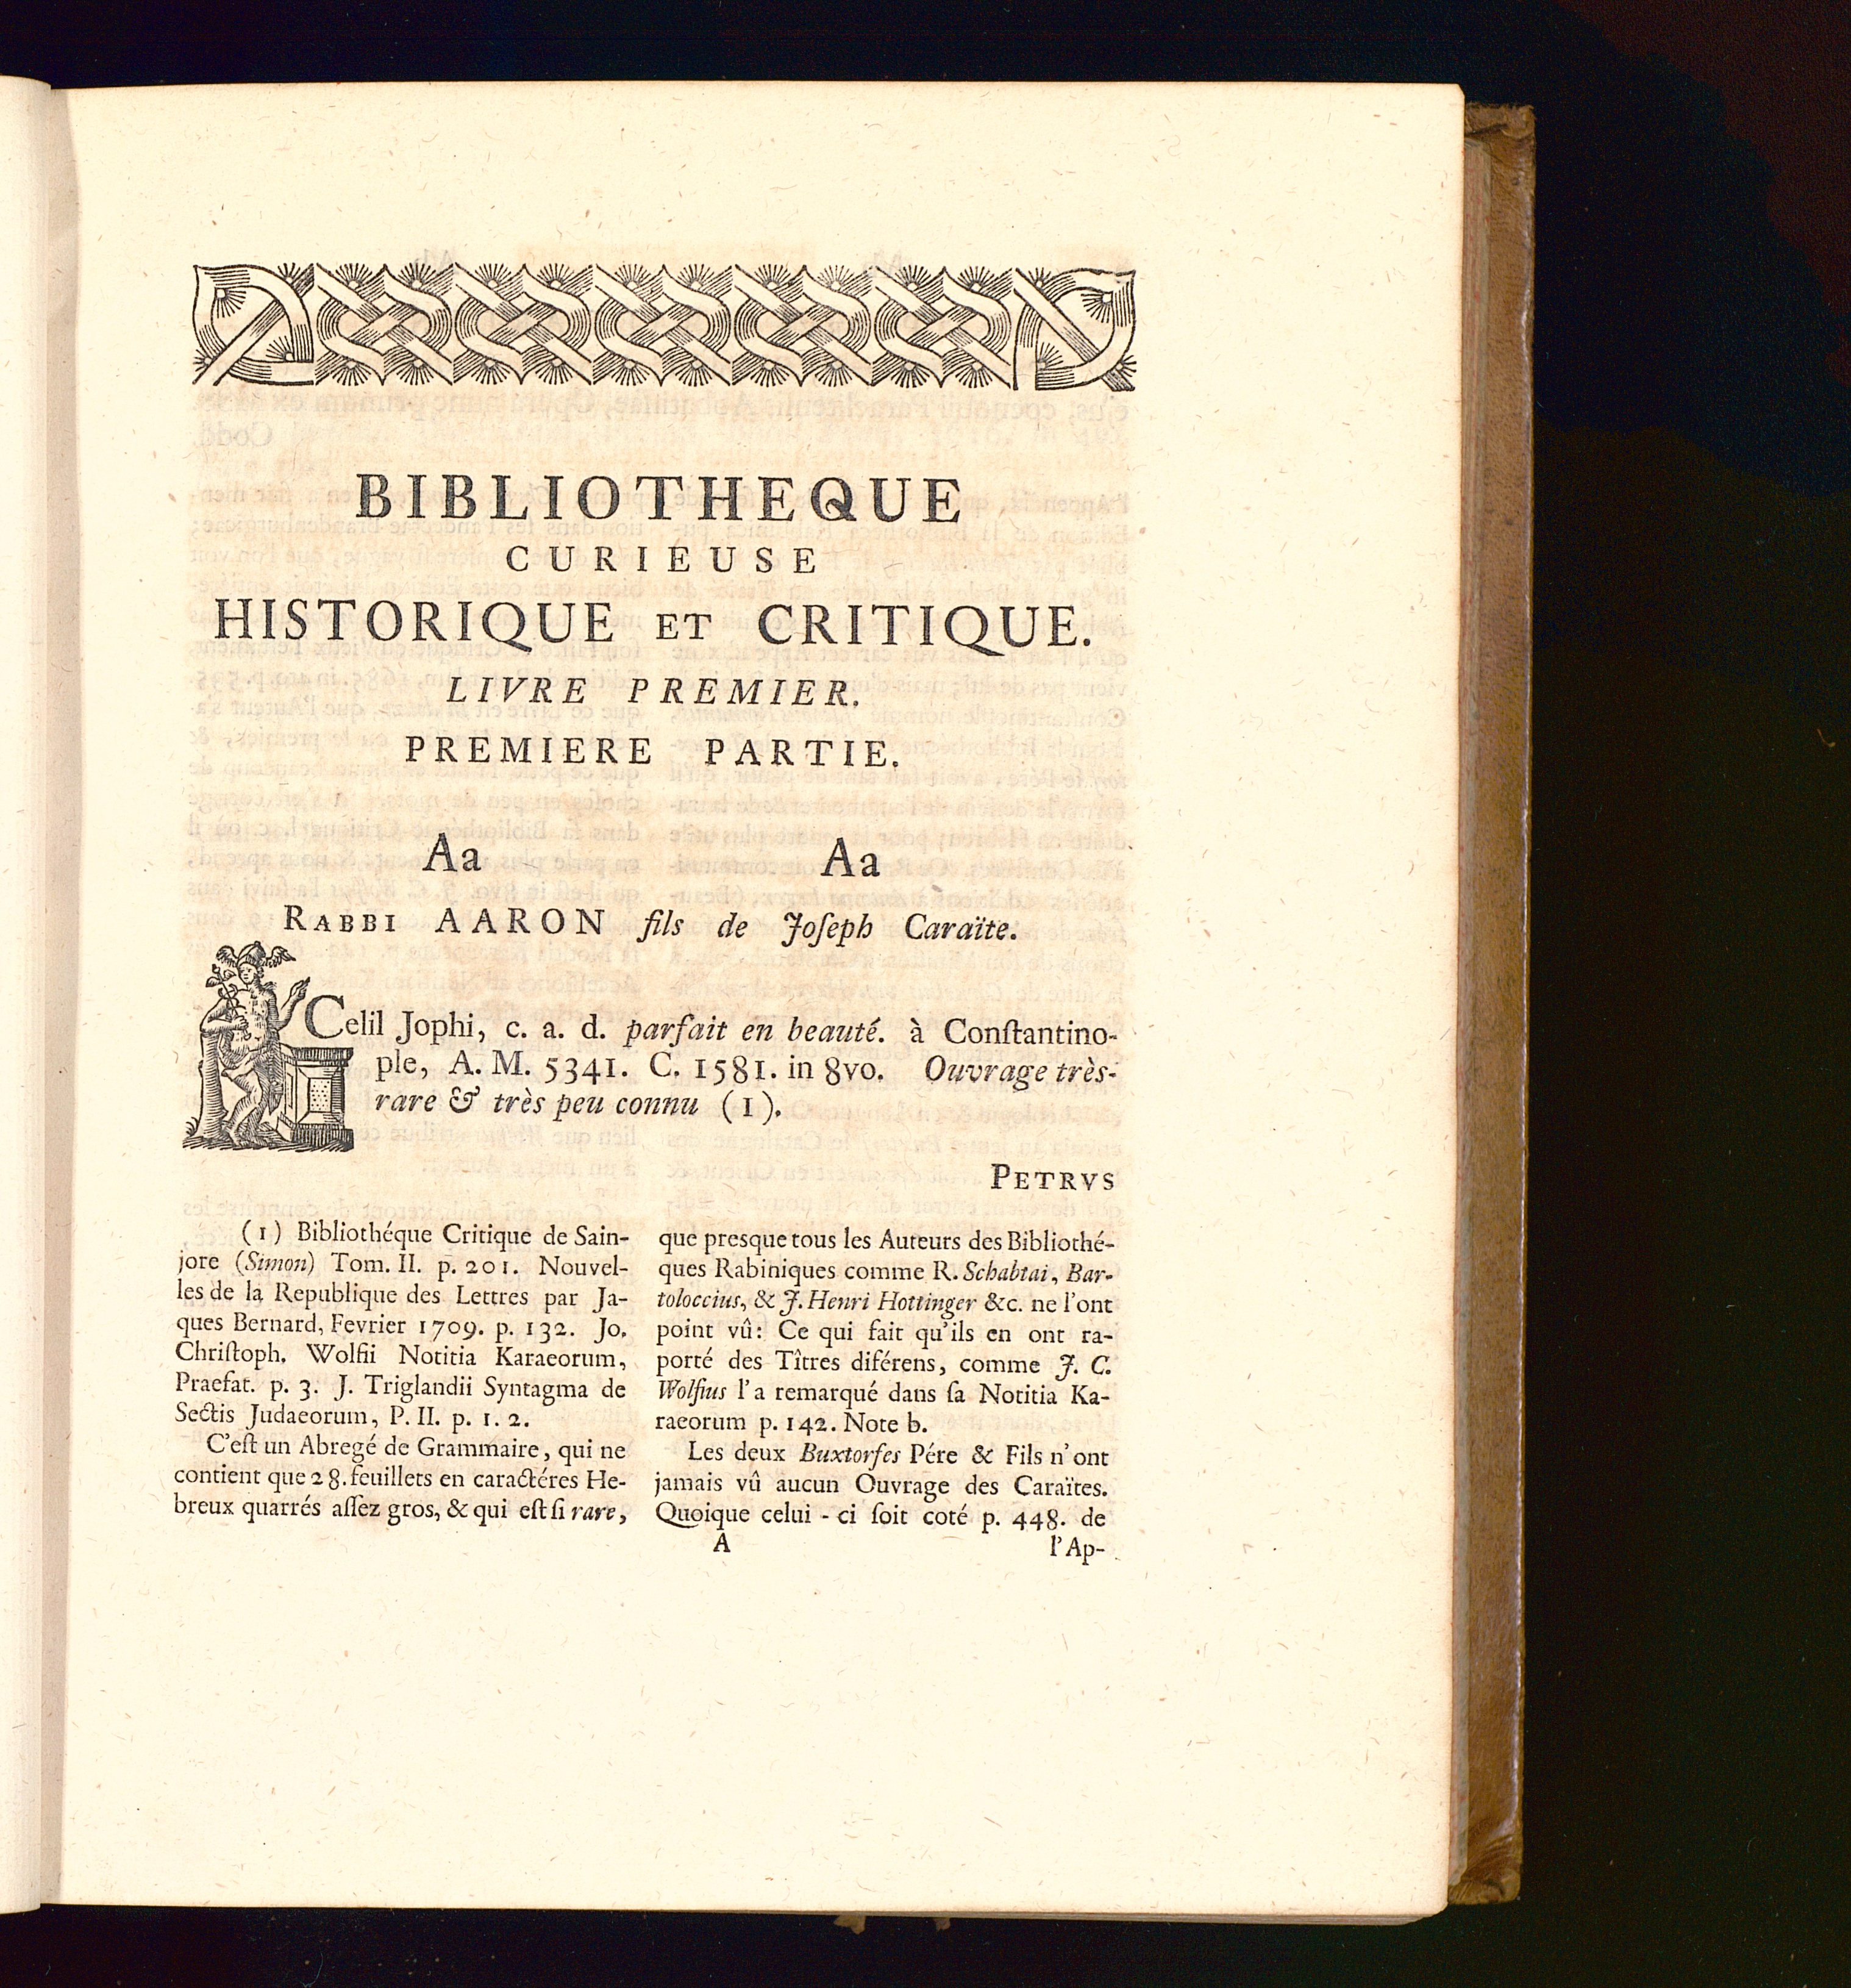 BIBLIOTHEQUE
CURIEUSE
HISTORIQUE ET CRITIQUE.
LIVRE PREMIER.
PREMIERE PARTIE.
Aa Aa
RABBI AARON fils de Joſeph Caraïte.
Celil Jophi, c. a. d. parfait en beauté. à Conſtantino-
ple, A. M. 5341. C. 1581. in 8vo. Ouvrage très-
rare & très peu connu (1).
PETRVS
(1) Bibliothéque Critique de Sain-
jore (Simon) Tom. II. p. 201. Nouvel-
les de la Republique des Lettres par Ja-
ques Bernard, Fevrier 1709. p. 132. Jo.
Chriſtoph. Wolfii Notitia Karaeorum,
Praefat. p. 3. J. Triglandii Syntagma de
Sectis Judaeorum, P. II. p. 1. 2.
C'eſt un Abregé de Grammaire, qui ne
contient que 28. feuillets en caractéres He-
breux quarrés aſſez gros, & qui eſt ſi rare,
que presque tous les Auteurs des Bibliothé-
ques Rabiniques comme R. Schabtai, Bar-
toloccius, & J. Henri Hottinger &c. ne l'ont
point vû: Ce qui fait qu'ils en ont ra-
porté des Tîtres diférens, comme J. C.
Wolfius l'a remarqué dans ſa Notitia Ka-
raeorum p. 142. Note b.
Les deux Buxtorfes Pére & Fils n'ont
jamais vû aucun Ouvrage des Caraïtes.
Quoique celui - ci ſoit coté p. 448. de
A l'Ap-